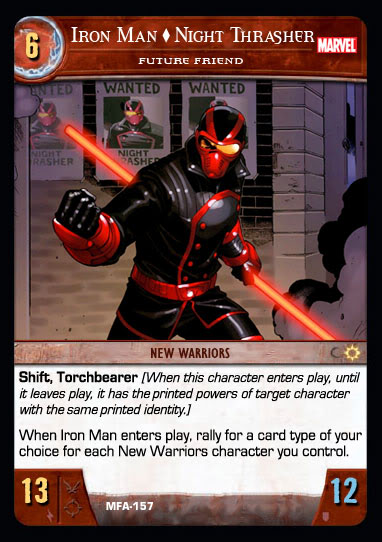 6
Iron Man ♦ Night Thrasher
MARVEL
FUTURE FRIEND
WANTED
WANTED
WANTED
NIGHT
THRASHER
NIGHT
THRASHER
NEW WARRIORS
Shift, Torchbearer [When this character enters play, until
it leaves play, it has the printed powers of target character
with the same printed identity.]
When Iron Man enters play, rally for a card type of your
choice for each New Warriors character you control.
13
MFA-157
12